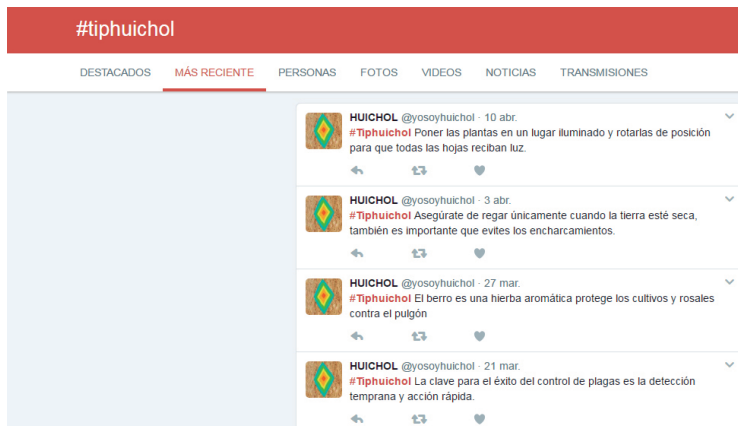 #tiphuichol
DESTACADOS MÁS RECIENTE PERSONAS FOTOS VIDEOS NOTICIAS TRANSMISIONES
HUICHOL @yosoyhuichol · 10 abr.
#Tiphuichol Poner las plantas en un lugar iluminado y rotarlas de posición
para que todas las hojas reciban luz.
HUICHOL @yosoyhuichol · 3 abr.
#Tiphuichol Asegúrate de regar únicamente cuando la tierra esté seca,
también es importante que evites los encharcamientos.
HUICHOL @yosoyhuichol · 27 mar.
#Tiphuichol El berro es una hierba aromática protege los cultivos y rosales
contra el pulgón
HUICHOL @yosoyhuichol · 21 mar.
#Tiphuichol La clave para el éxito del control de plagas es la detección
temprana y acción rápida.